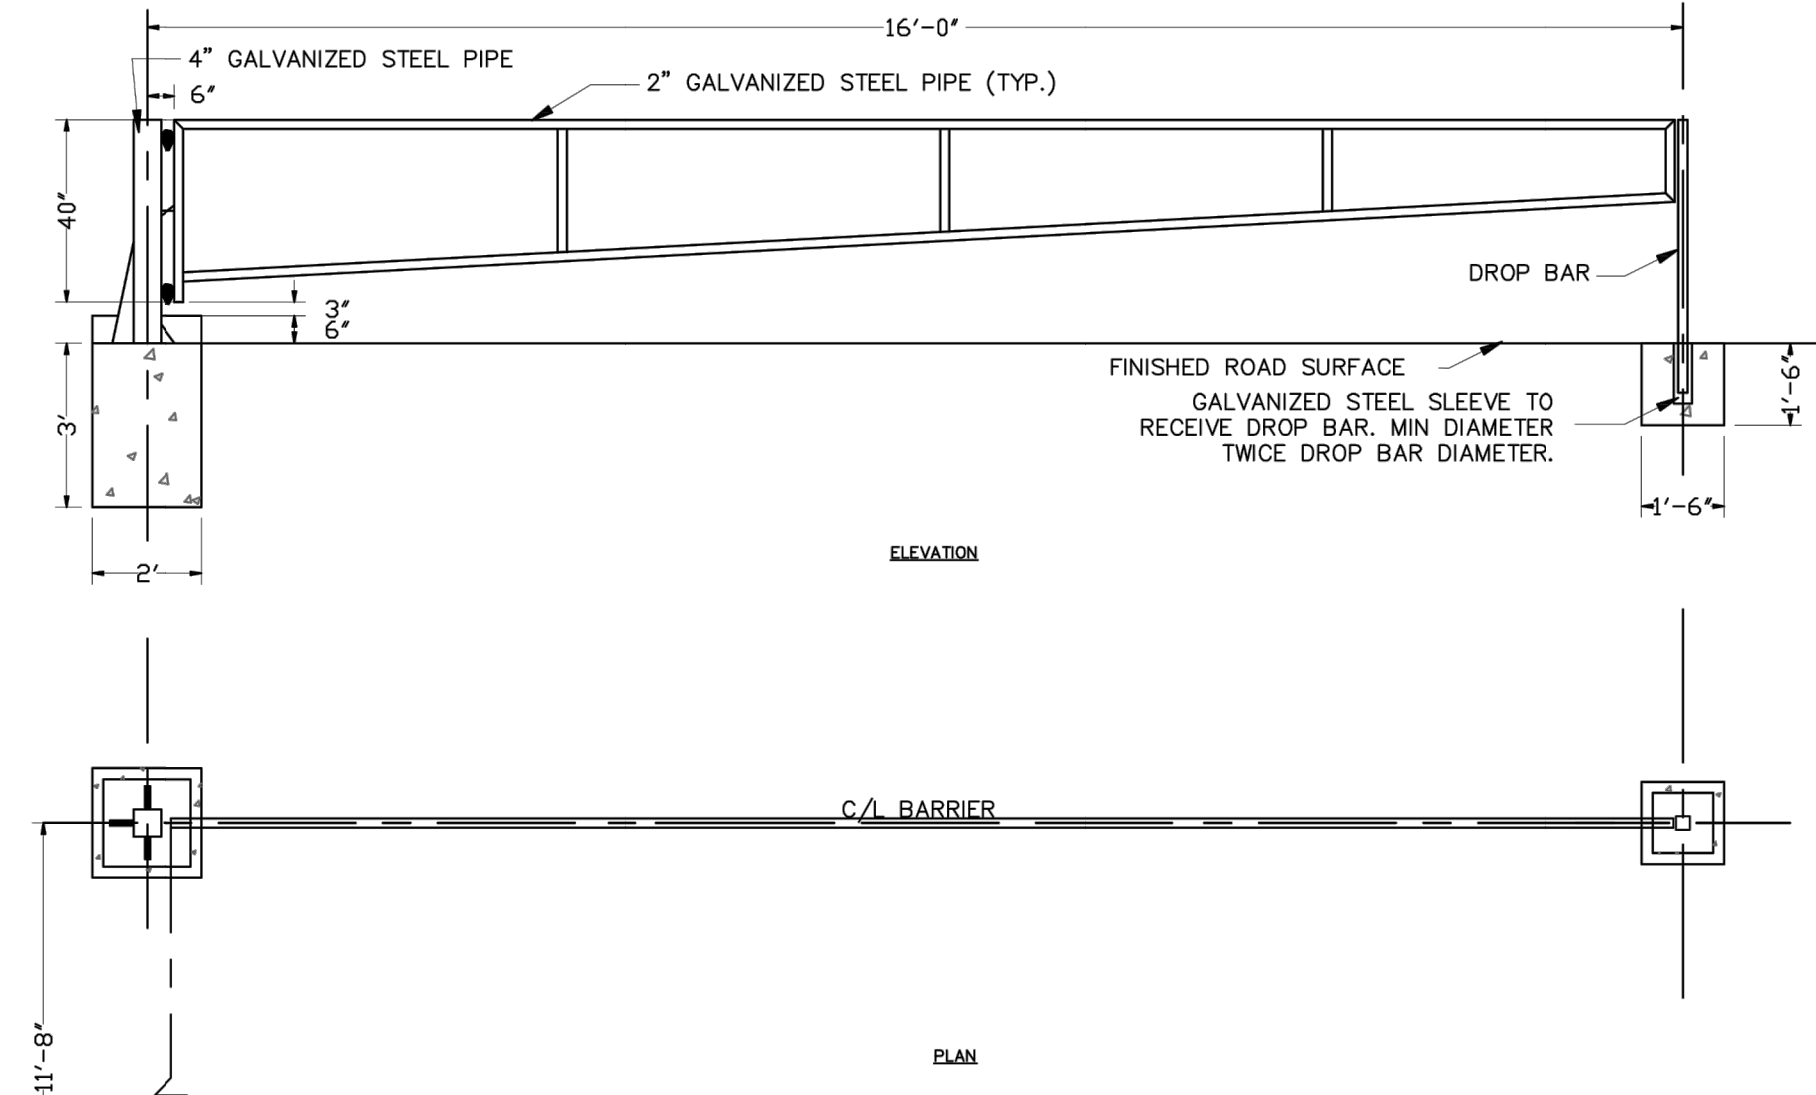 16'-0"
4" GALVANIZED STEEL PIPE
2" GALVANIZED STEEL PIPE (TYP.)
6"
40"
DROP BAR
3"
6"
FINISHED ROAD SURFACE
GALVANIZED STEEL SLEEVE TO
RECEIVE DROP BAR. MIN DIAMETER
TWICE DROP BAR DIAMETER.
1'-6"
3'
1'-6"
ELEVATION
2'
C/L BARRIER
11'-8"
PLAN